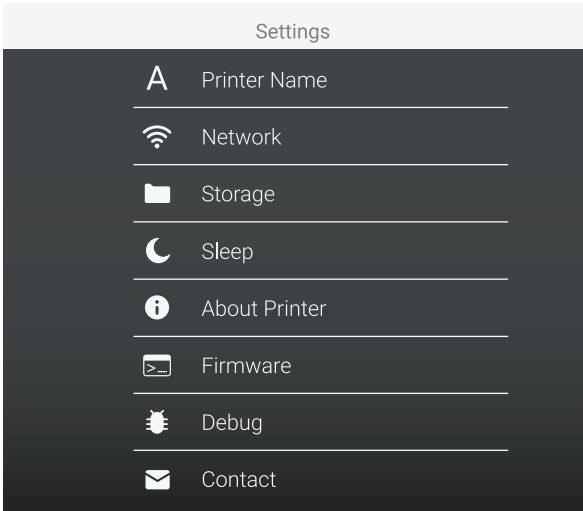 Settings
Printer Name
Network
Storage
Sleep
About Printer
Firmware
Debug
Contact